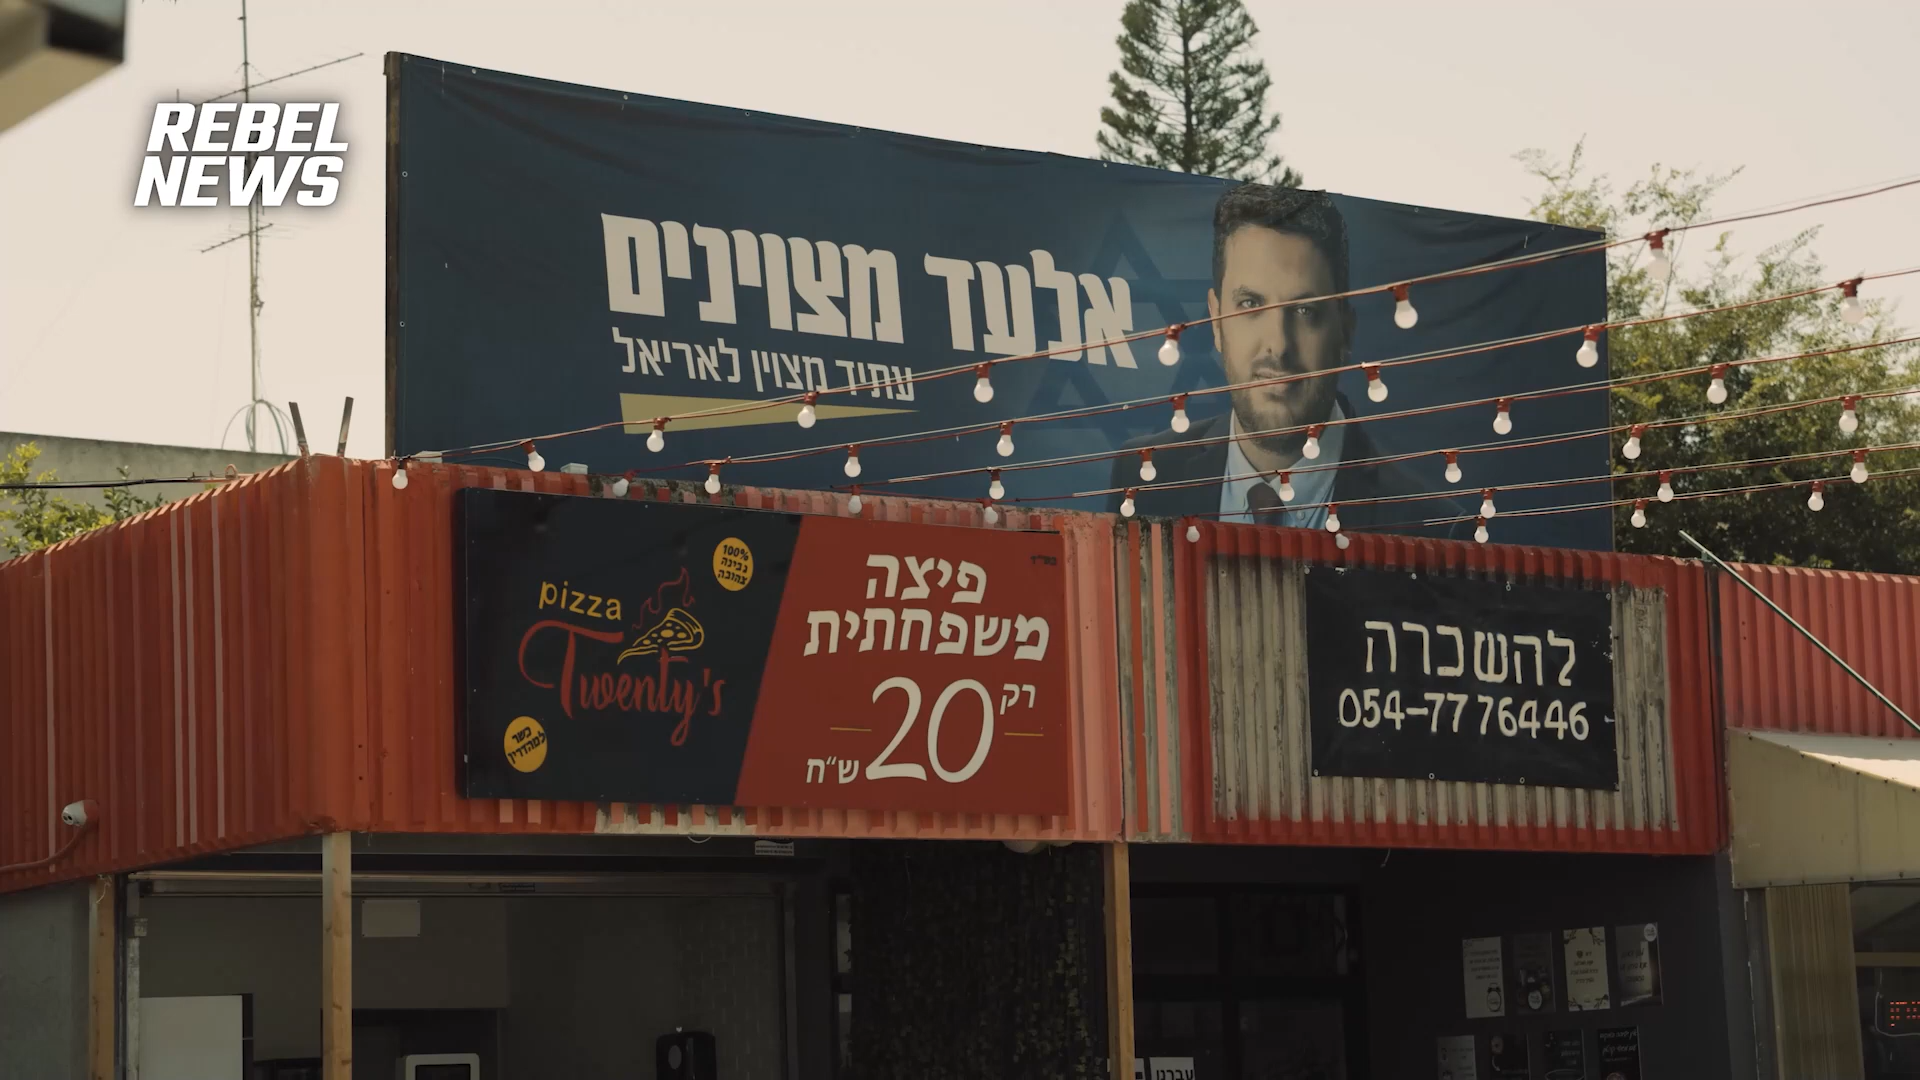 REBEL
NEWS
אלעד מצוינים
עתיד מצוין לאריאל
pizza
Twenty's
100%
גבינה
צהובה
כשר
למהדרין
בס״ד
פיצה
משפחתית
רק
20
ש״ח
להשכרה
054-7776446